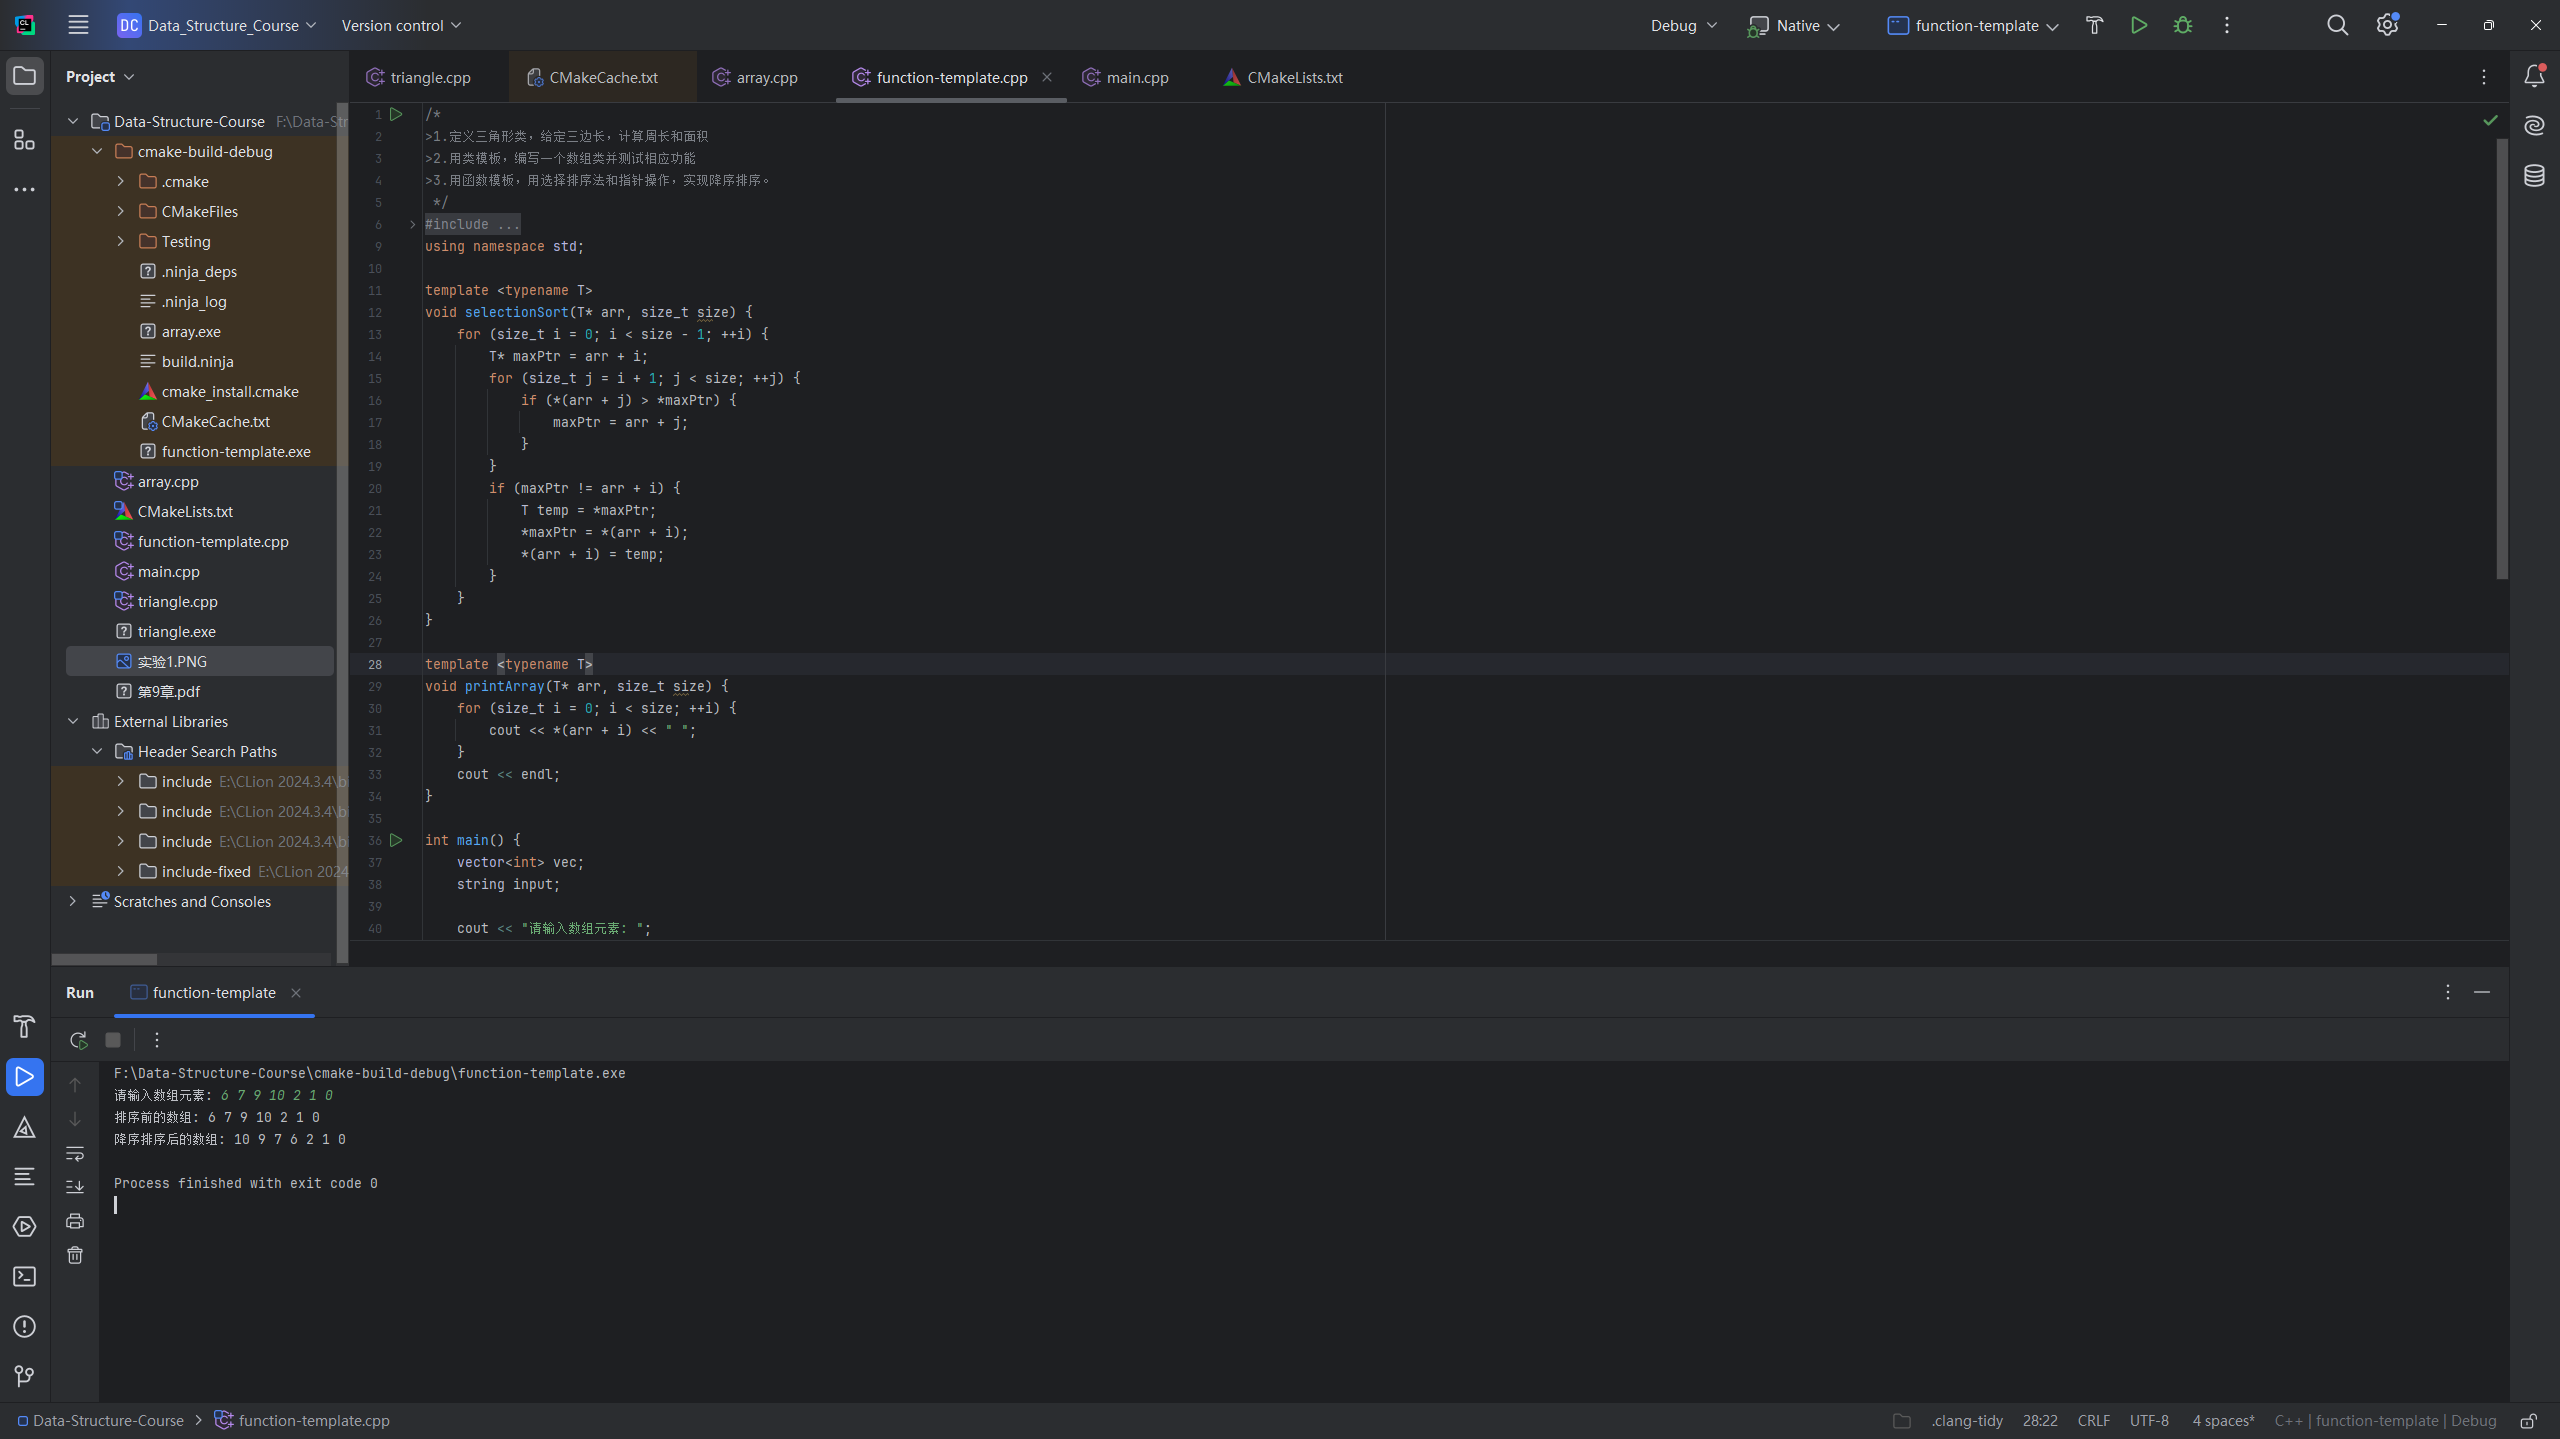 DC Data_Structure_Course Version control Debug Native function-template
Project
triangle.cpp CMakeCache.txt array.cpp function-template.cpp main.cpp CMakeLists.txt
Data-Structure-Course F:\Data-Str
cmake-build-debug
.cmake
CMakeFiles
Testing
.ninja_deps
.ninja_log
array.exe
build.ninja
cmake_install.cmake
CMakeCache.txt
function-template.exe
array.cpp
CMakeLists.txt
function-template.cpp
main.cpp
triangle.cpp
triangle.exe
实验1.PNG
第9章.pdf
External Libraries
Header Search Paths
include E:\CLion 2024.3.4\b
include E:\CLion 2024.3.4\b
include E:\CLion 2024.3.4\b
include-fixed E:\CLion 2024
Scratches and Consoles
1 /*
2 >1.定义三角形类，给定三边长，计算周长和面积
3 >2.用类模板，编写一个数组类并测试相应功能
4 >3.用函数模板，用选择排序法和指针操作，实现降序排序。
5 */
6 #include ...
9 using namespace std;
10
11 template <typename T>
12 void selectionSort(T* arr, size_t size) {
13 for (size_t i = 0; i < size - 1; ++i) {
14 T* maxPtr = arr + i;
15 for (size_t j = i + 1; j < size; ++j) {
16 if (*(arr + j) > *maxPtr) {
17 maxPtr = arr + j;
18 }
19 }
20 if (maxPtr != arr + i) {
21 T temp = *maxPtr;
22 *maxPtr = *(arr + i);
23 *(arr + i) = temp;
24 }
25 }
26 }
27
28 template <typename T>
29 void printArray(T* arr, size_t size) {
30 for (size_t i = 0; i < size; ++i) {
31 cout << *(arr + i) << " ";
32 }
33 cout << endl;
34 }
35
36 int main() {
37 vector<int> vec;
38 string input;
39
40 cout << "请输入数组元素: ";
Run function-template
F:\Data-Structure-Course\cmake-build-debug\function-template.exe
请输入数组元素: 6 7 9 10 2 1 0
排序前的数组: 6 7 9 10 2 1 0
降序排序后的数组: 10 9 7 6 2 1 0
Process finished with exit code 0
Data-Structure-Course function-template.cpp .clang-tidy 28:22 CRLF UTF-8 4 spaces* C++ | function-template | Debug